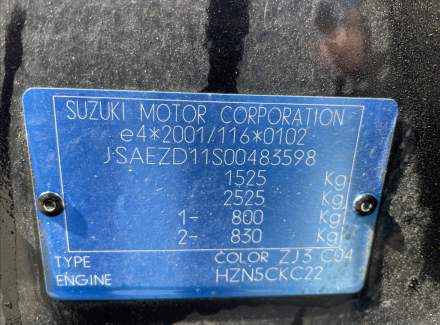 SUZUKI MOTOR CORPORATION
e4*2001/116*0102
JSAEZD11S00483598
1525 Kg
2525 Kg
1- 800 Kg
2- 830 Kg
TYPE COLOR ZJ3 C04
ENGINE HZN5CKC22